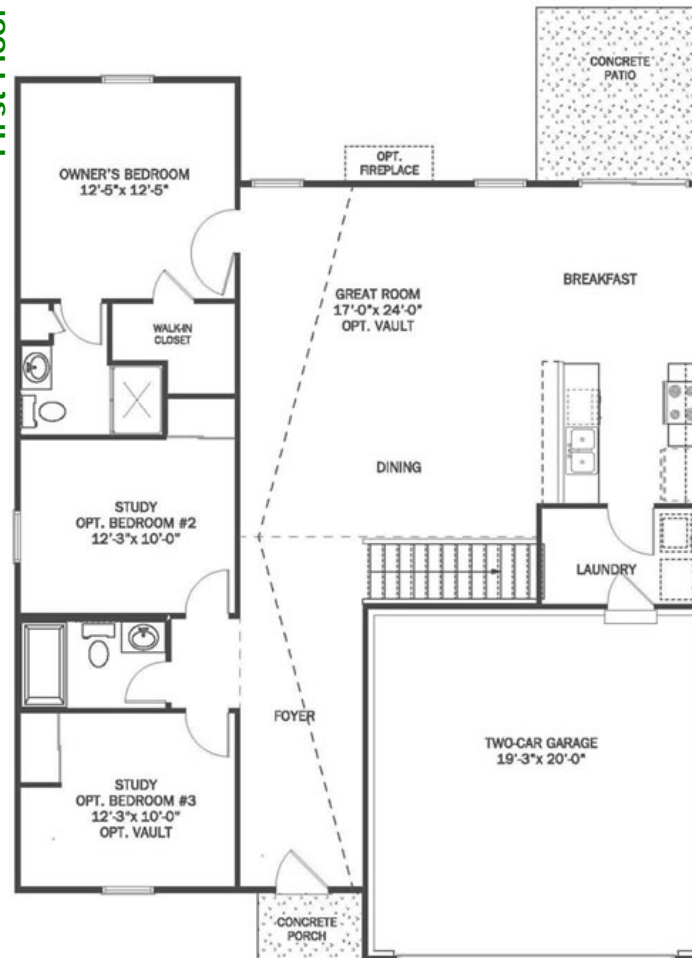 First Floor
CONCRETE
PATIO
OPT.
FIREPLACE
OWNER'S BEDROOM
12'-5"x 12'-5"
GREAT ROOM
17'-0"x 24'-0"
OPT. VAULT
BREAKFAST
WALK-IN
CLOSET
DINING
STUDY
OPT. BEDROOM #2
12'-3"x 10'-0"
LAUNDRY
FOYER
TWO-CAR GARAGE
19'-3"x 20'-0"
STUDY
OPT. BEDROOM #3
12'-3"x 10'-0"
OPT. VAULT
CONCRETE
PORCH